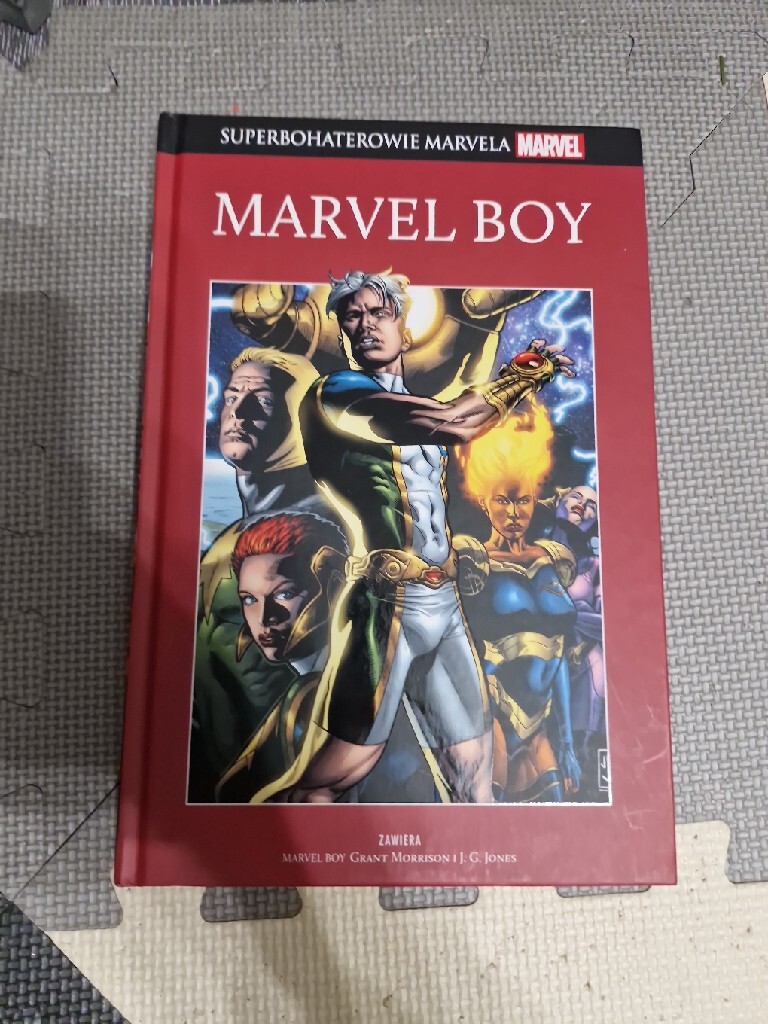 SUPERBOHATEROWIE MARVELA MARVEL
MARVEL BOY
ZAWIERA
MARVEL BOY GRANT MORRISON I J. G. JONES